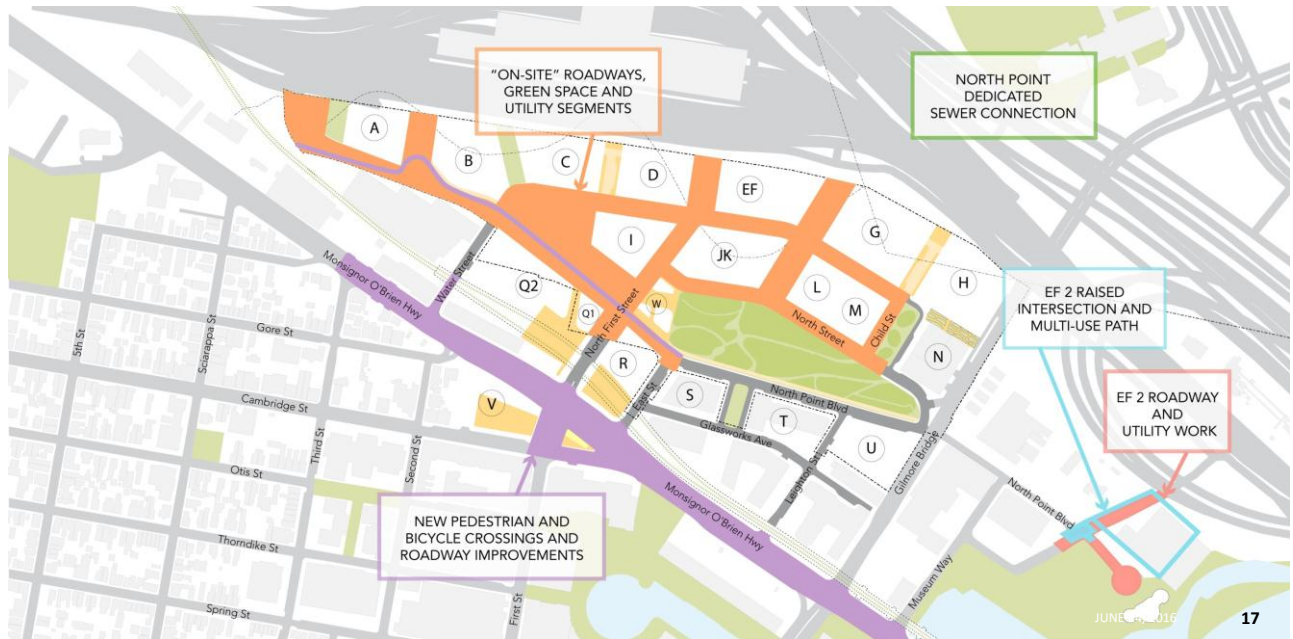 "ON-SITE" ROADWAYS,
GREEN SPACE AND
UTILITY SEGMENTS
NORTH POINT
DEDICATED
SEWER CONNECTION
A
B
C
D
EF
G
H
I
JK
L
M
N
Q2
Q1
W
R
S
T
U
V
EF 2 RAISED
INTERSECTION AND
MULTI-USE PATH
EF 2 ROADWAY
AND
UTILITY WORK
NEW PEDESTRIAN AND
BICYCLE CROSSINGS AND
ROADWAY IMPROVEMENTS
Monsignor O'Brien Hwy
Water Street
North First Street
North Street
Child St
East St
North Point Blvd
Glassworks Ave
Leighton St
Gilmore Bridge
North Point Blvd
Museum Way
Monsignor O'Brien Hwy
5th St
Sciarappa St
Gore St
Cambridge St
Third St
Second St
Otis St
Thorndike St
First St
Spring St
17